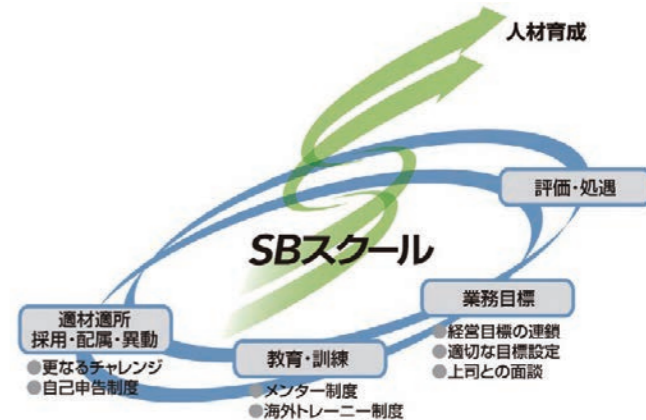 人材育成
評価・処遇
SBスクール
業務目標
●経営目標の連鎖
●適切な目標設定
●上司との面談
適材適所
採用・配属・異動
●更なるチャレンジ
●自己申告制度
教育・訓練
●メンター制度
●海外トレーニー制度